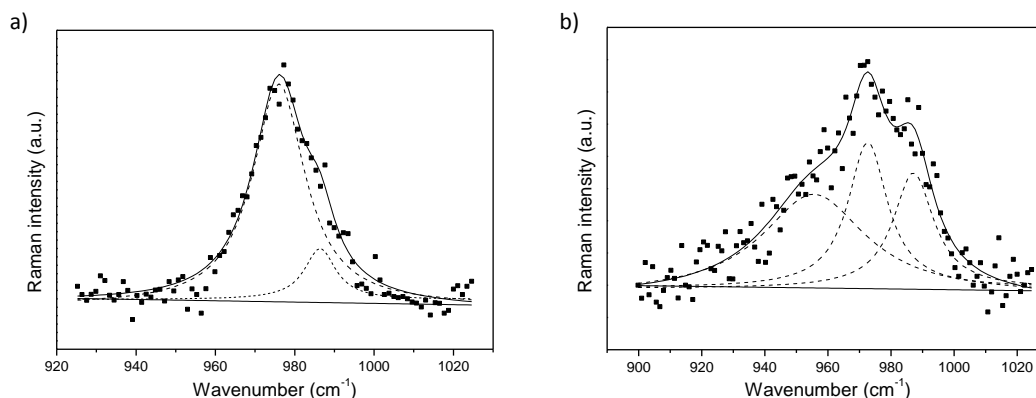 a)
Raman intensity (a.u.)
920 940 960 980 1000 1020
Wavenumber (cm-1)
b)
Raman intensity (a.u.)
900 920 940 960 980 1000 1020
Wavenumber (cm-1)